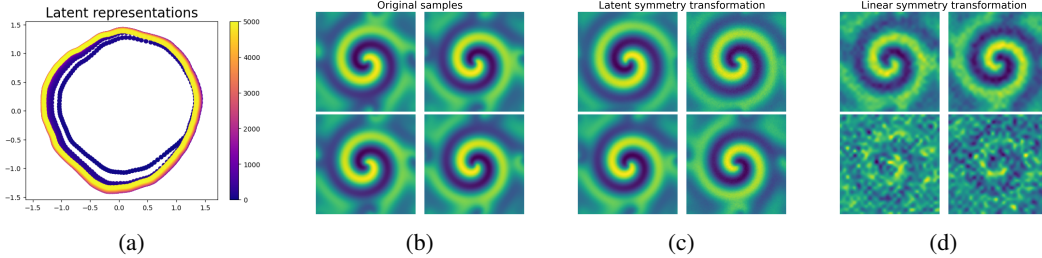 Latent representations
1.5
1.0
0.5
0.0
−0.5
−1.0
−1.5
−1.5 −1.0 −0.5 0.0 0.5 1.0 1.5
5000
4000
3000
2000
1000
0
(a)
Original samples
(b)
Latent symmetry transformation
(c)
Linear symmetry transformation
(d)